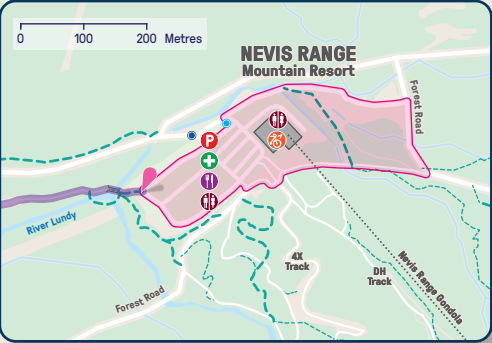 0 100 200 Metres
NEVIS RANGE
Mountain Resort
Forest Road
P
River Lundy
4X
Track
DH
Track
Nevis Range Gondola
Forest Road